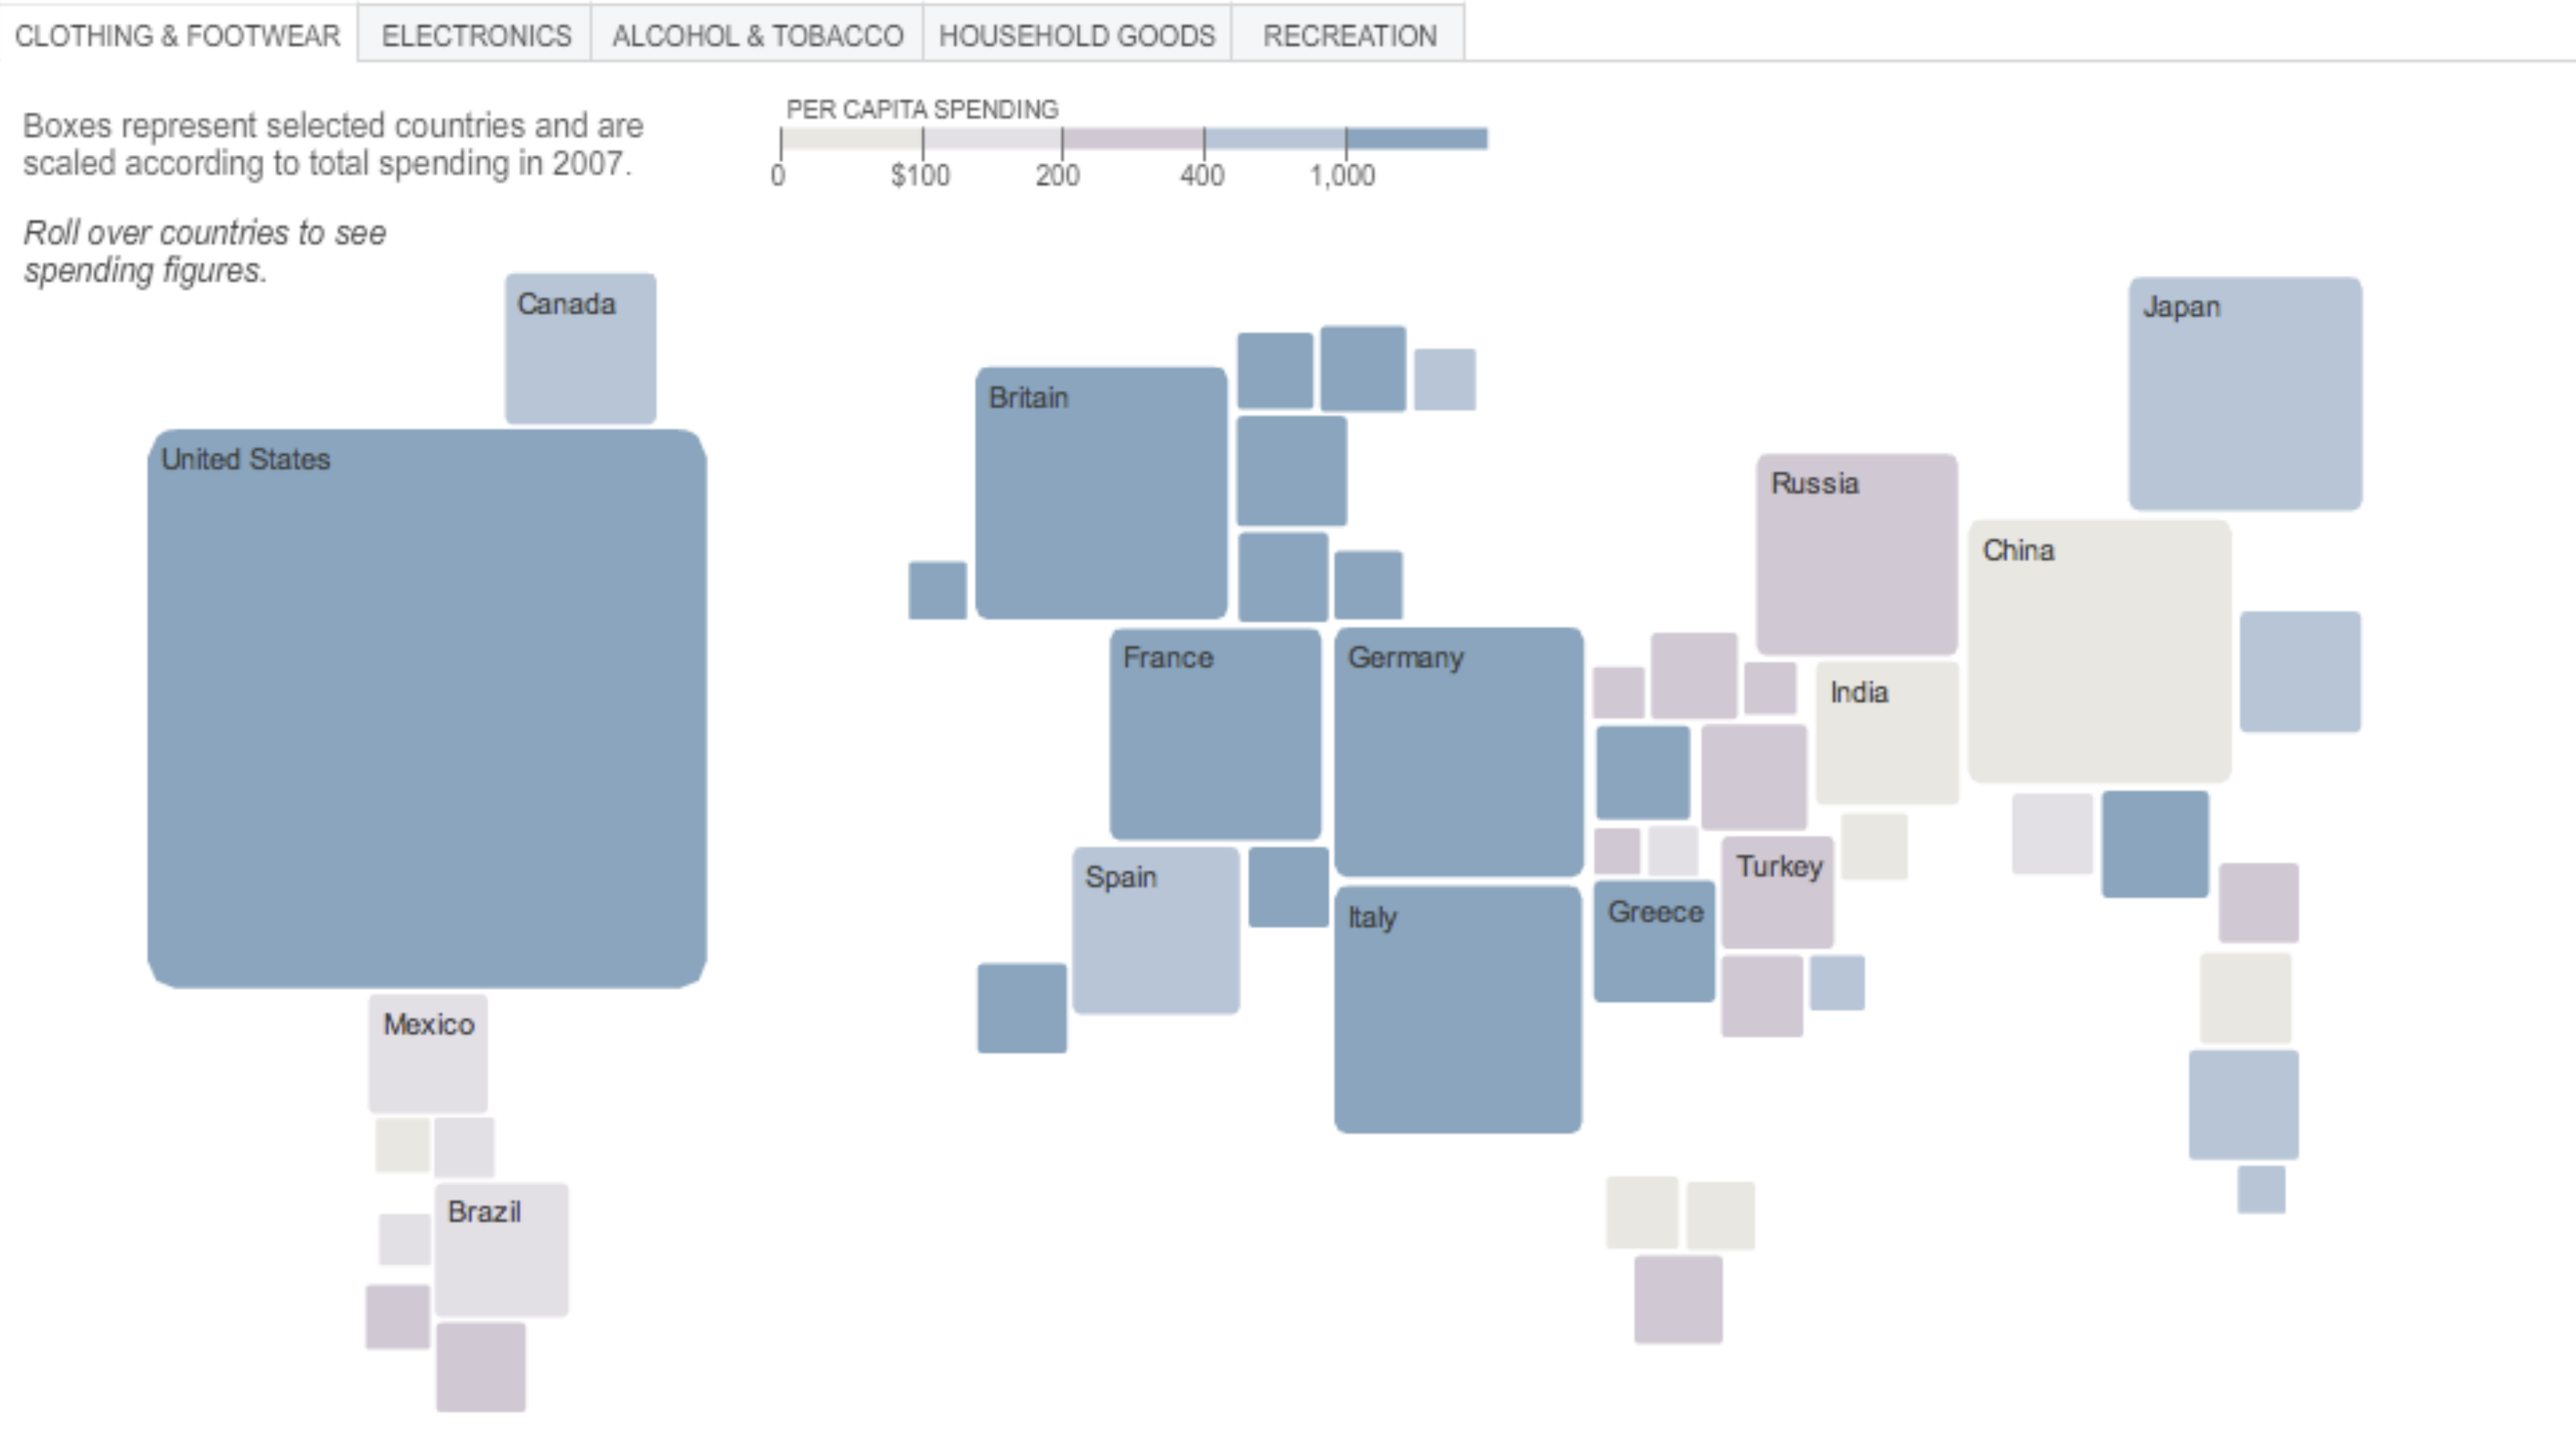 CLOTHING & FOOTWEAR
ELECTRONICS
ALCOHOL & TOBACCO
HOUSEHOLD GOODS
RECREATION
Boxes represent selected countries and are
scaled according to total spending in 2007.
Roll over countries to see
spending figures.
PER CAPITA SPENDING
0 $100 200 400 1,000
Canada
Japan
Britain
United States
Russia
China
France
Germany
India
Spain
Turkey
Italy
Greece
Mexico
Brazil